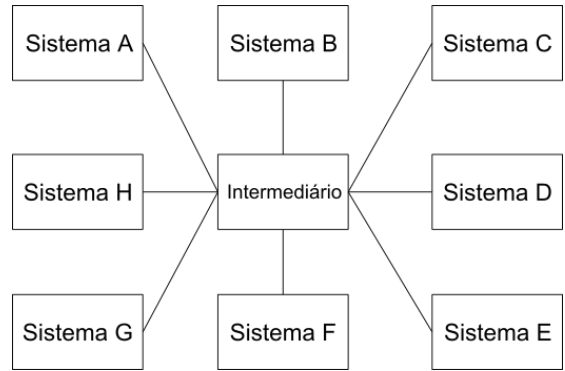 Sistema A
Sistema B
Sistema C
Sistema H
Intermediário
Sistema D
Sistema G
Sistema F
Sistema E